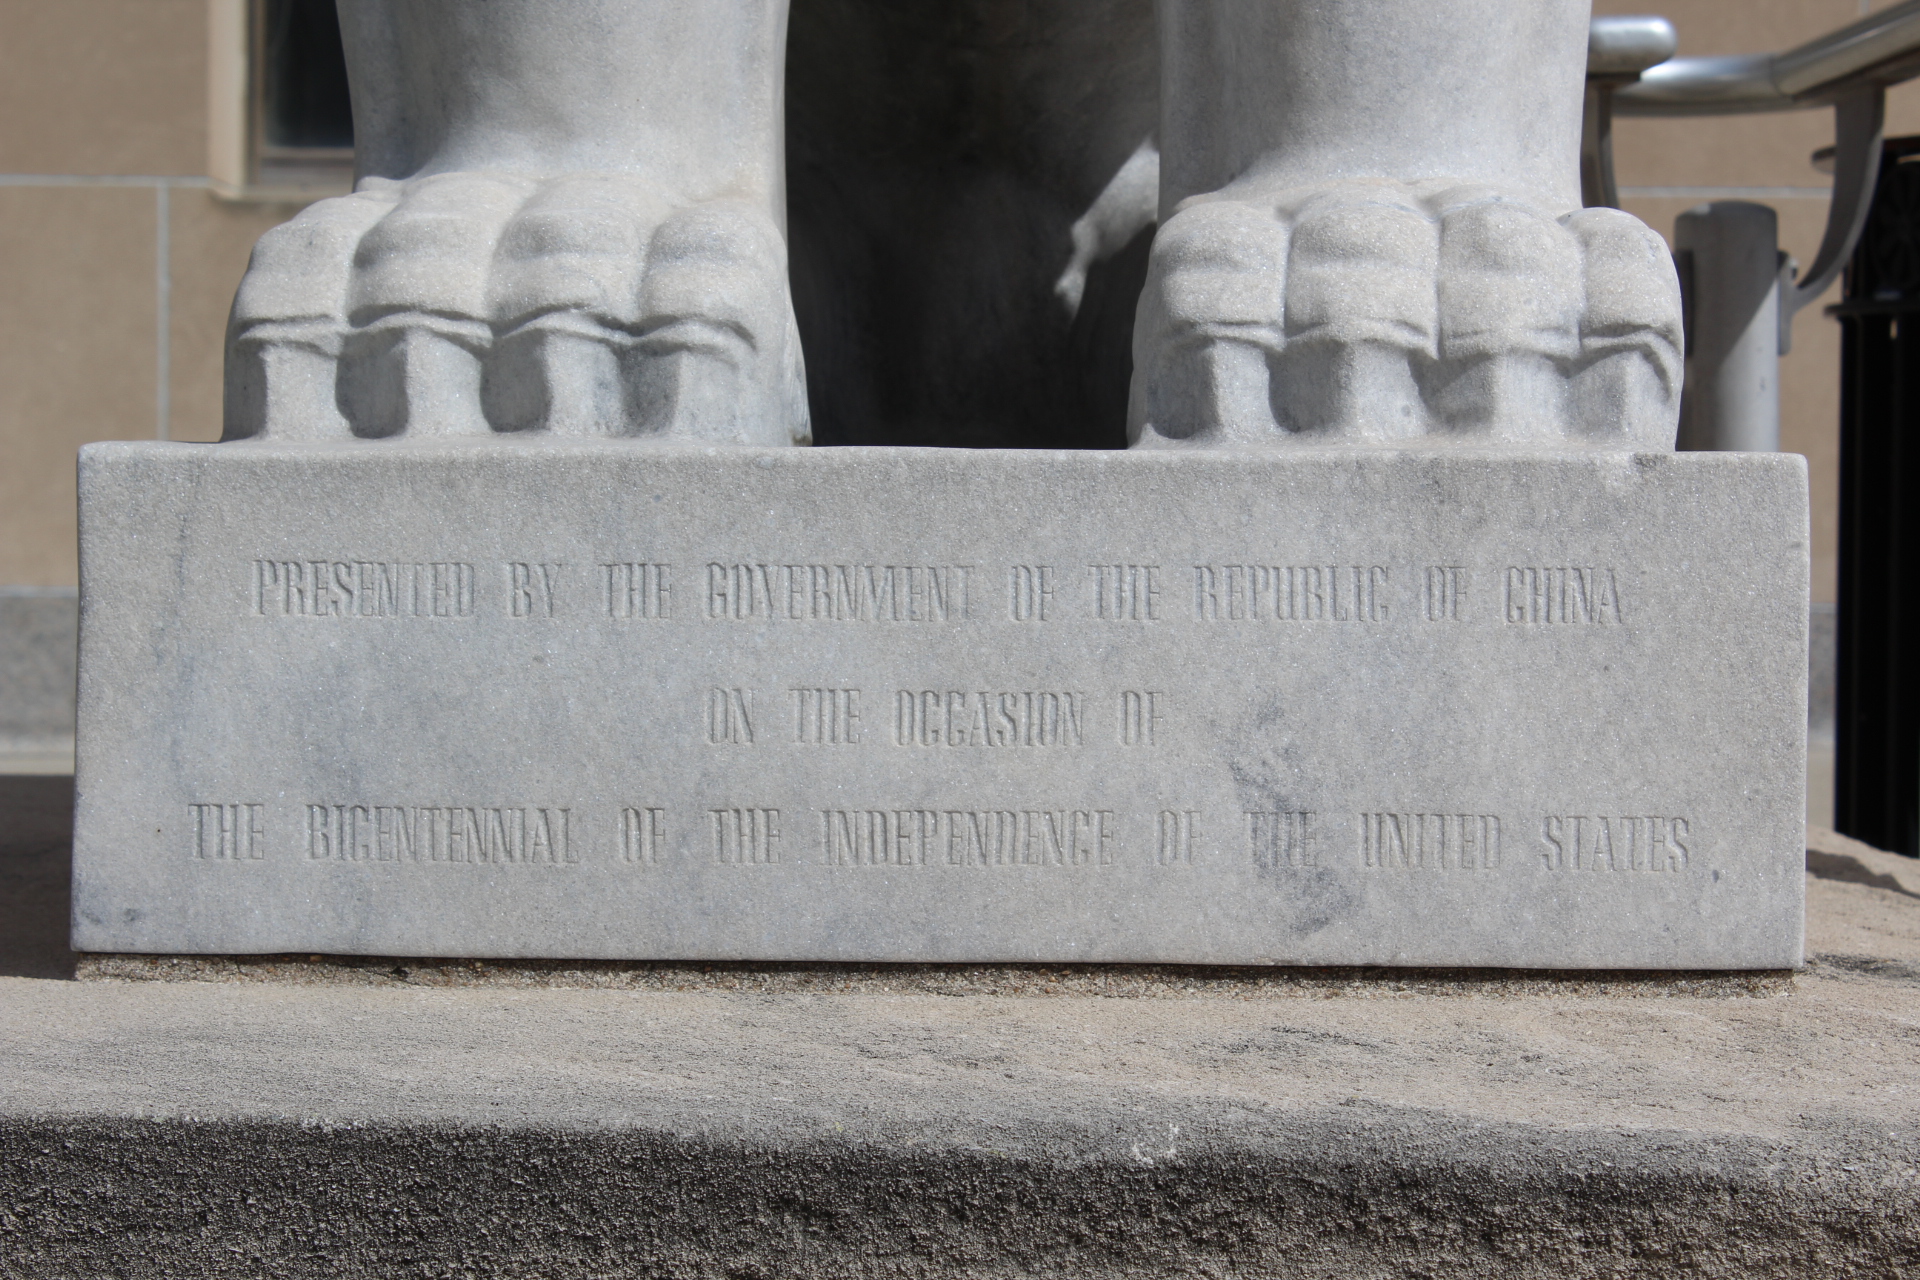 PRESENTED BY THE GOVERNMENT OF THE REPUBLIC OF CHINA
ON THE OCCASION OF
THE BICENTENNIAL OF THE INDEPENDENCE OF THE UNITED STATES